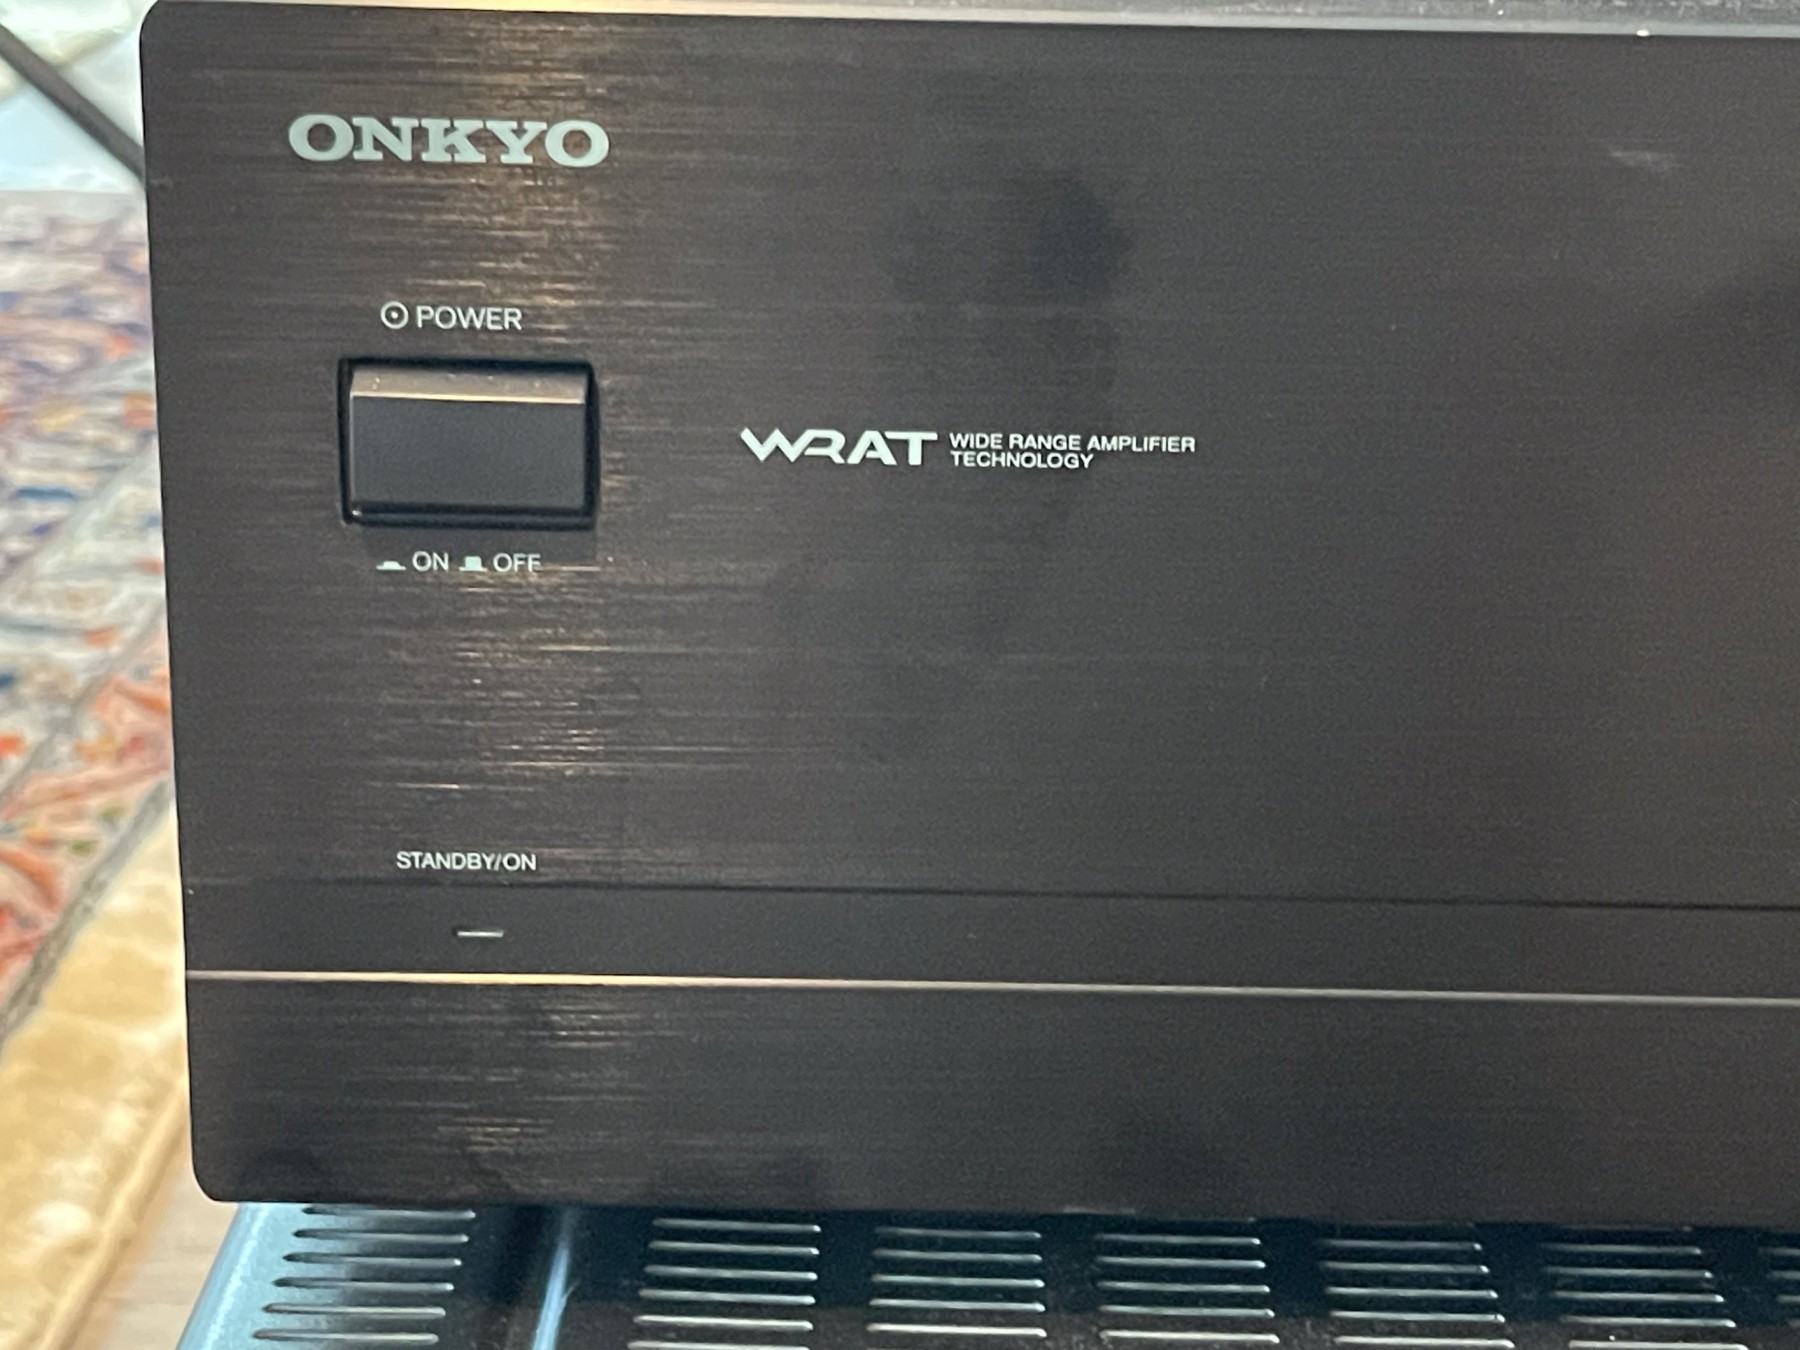 ONKYO
POWER
ON OFF
WRAT WIDE RANGE AMPLIFIER
TECHNOLOGY
STANDBY/ON